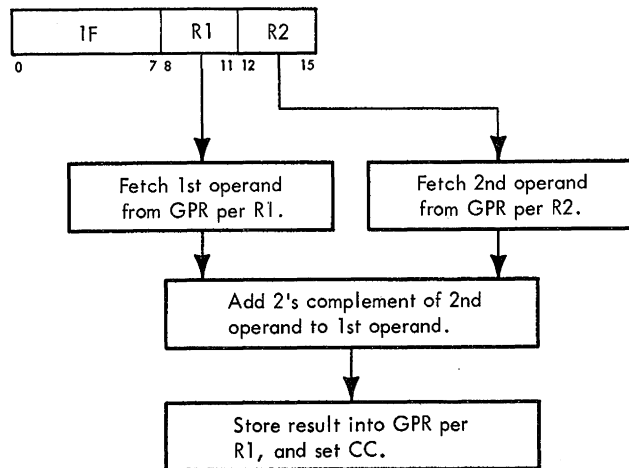 1F R1 R2
0 7 8 11 12 15
Fetch 1st operand
from GPR per R1.
Fetch 2nd operand
from GPR per R2.
Add 2's complement of 2nd
operand to 1st operand.
Store result into GPR per
R1, and set CC.